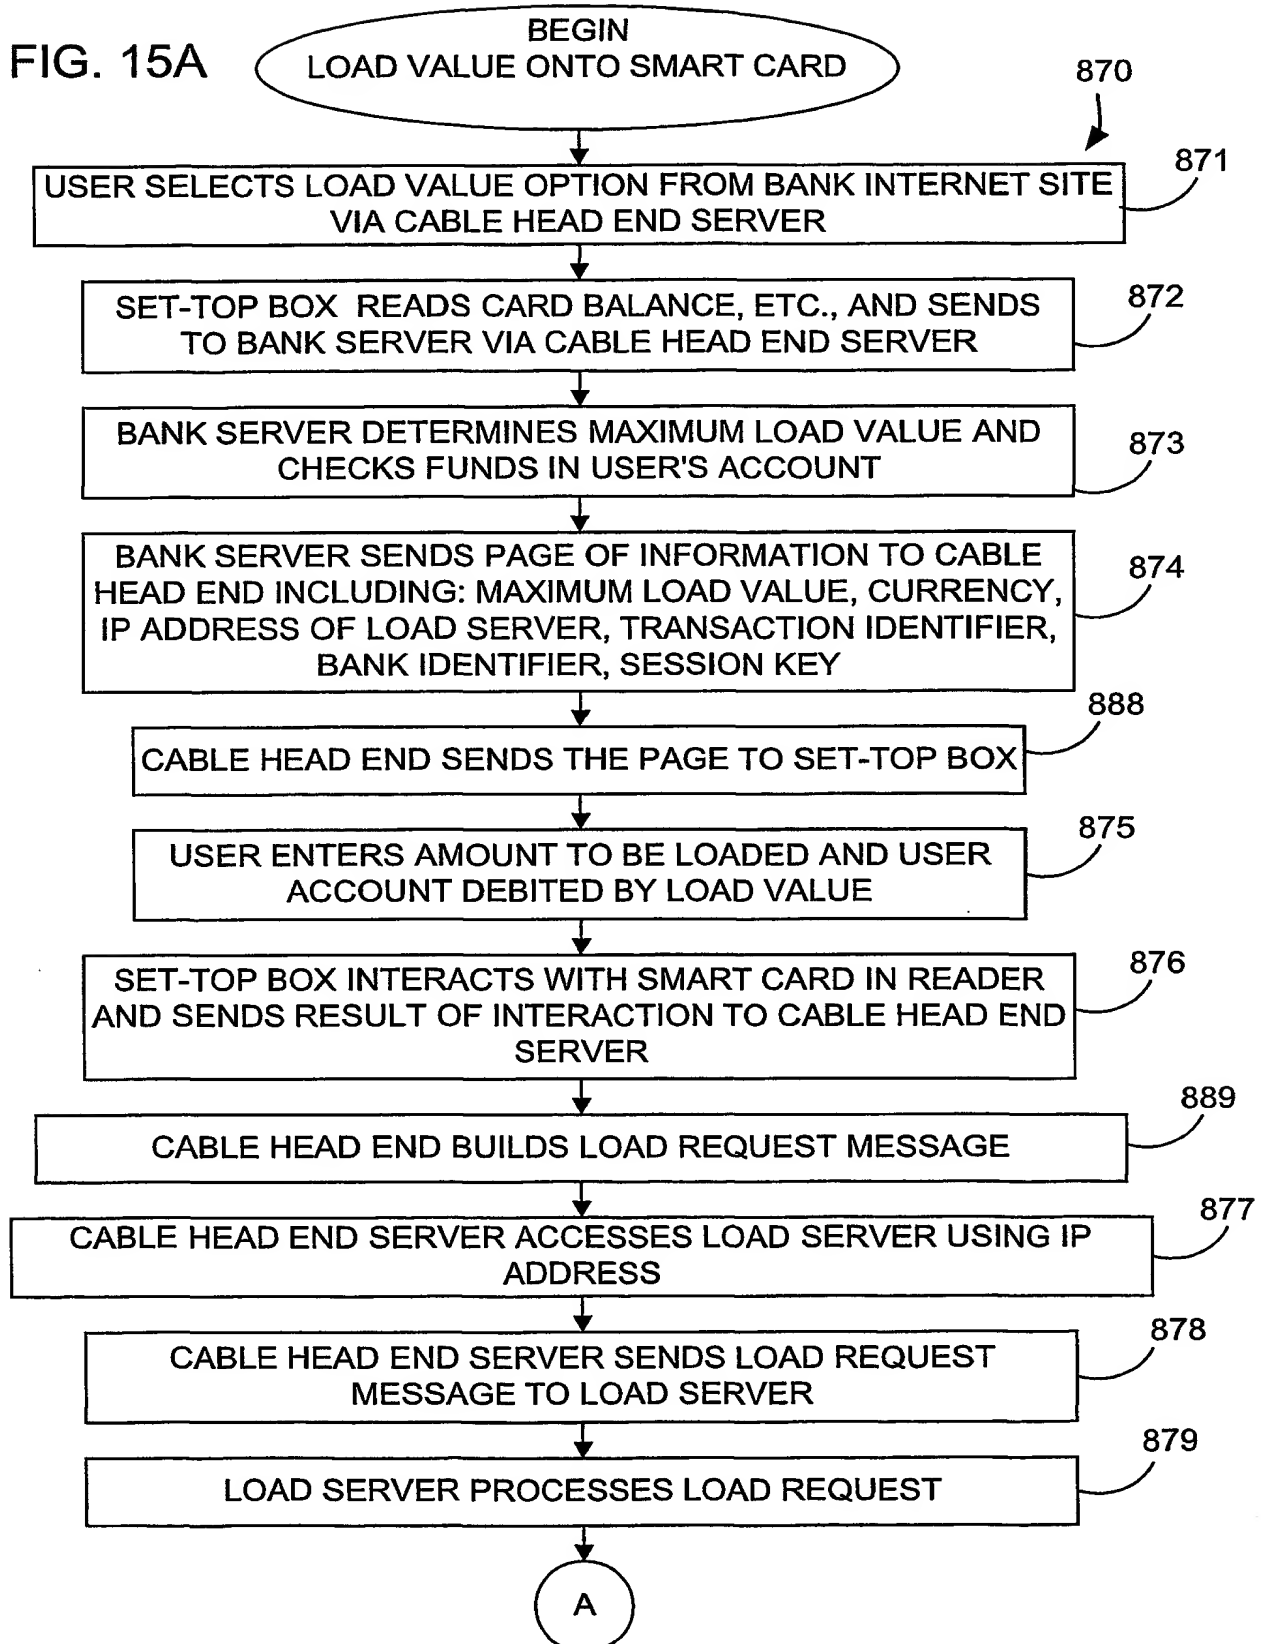 FIG. 15A
BEGIN
LOAD VALUE ONTO SMART CARD
870
871
USER SELECTS LOAD VALUE OPTION FROM BANK INTERNET SITE
VIA CABLE HEAD END SERVER
872
SET-TOP BOX READS CARD BALANCE, ETC., AND SENDS
TO BANK SERVER VIA CABLE HEAD END SERVER
873
BANK SERVER DETERMINES MAXIMUM LOAD VALUE AND
CHECKS FUNDS IN USER'S ACCOUNT
874
BANK SERVER SENDS PAGE OF INFORMATION TO CABLE
HEAD END INCLUDING: MAXIMUM LOAD VALUE, CURRENCY,
IP ADDRESS OF LOAD SERVER, TRANSACTION IDENTIFIER,
BANK IDENTIFIER, SESSION KEY
888
CABLE HEAD END SENDS THE PAGE TO SET-TOP BOX
875
USER ENTERS AMOUNT TO BE LOADED AND USER
ACCOUNT DEBITED BY LOAD VALUE
876
SET-TOP BOX INTERACTS WITH SMART CARD IN READER
AND SENDS RESULT OF INTERACTION TO CABLE HEAD END
SERVER
889
CABLE HEAD END BUILDS LOAD REQUEST MESSAGE
877
CABLE HEAD END SERVER ACCESSES LOAD SERVER USING IP
ADDRESS
878
CABLE HEAD END SERVER SENDS LOAD REQUEST
MESSAGE TO LOAD SERVER
879
LOAD SERVER PROCESSES LOAD REQUEST
A